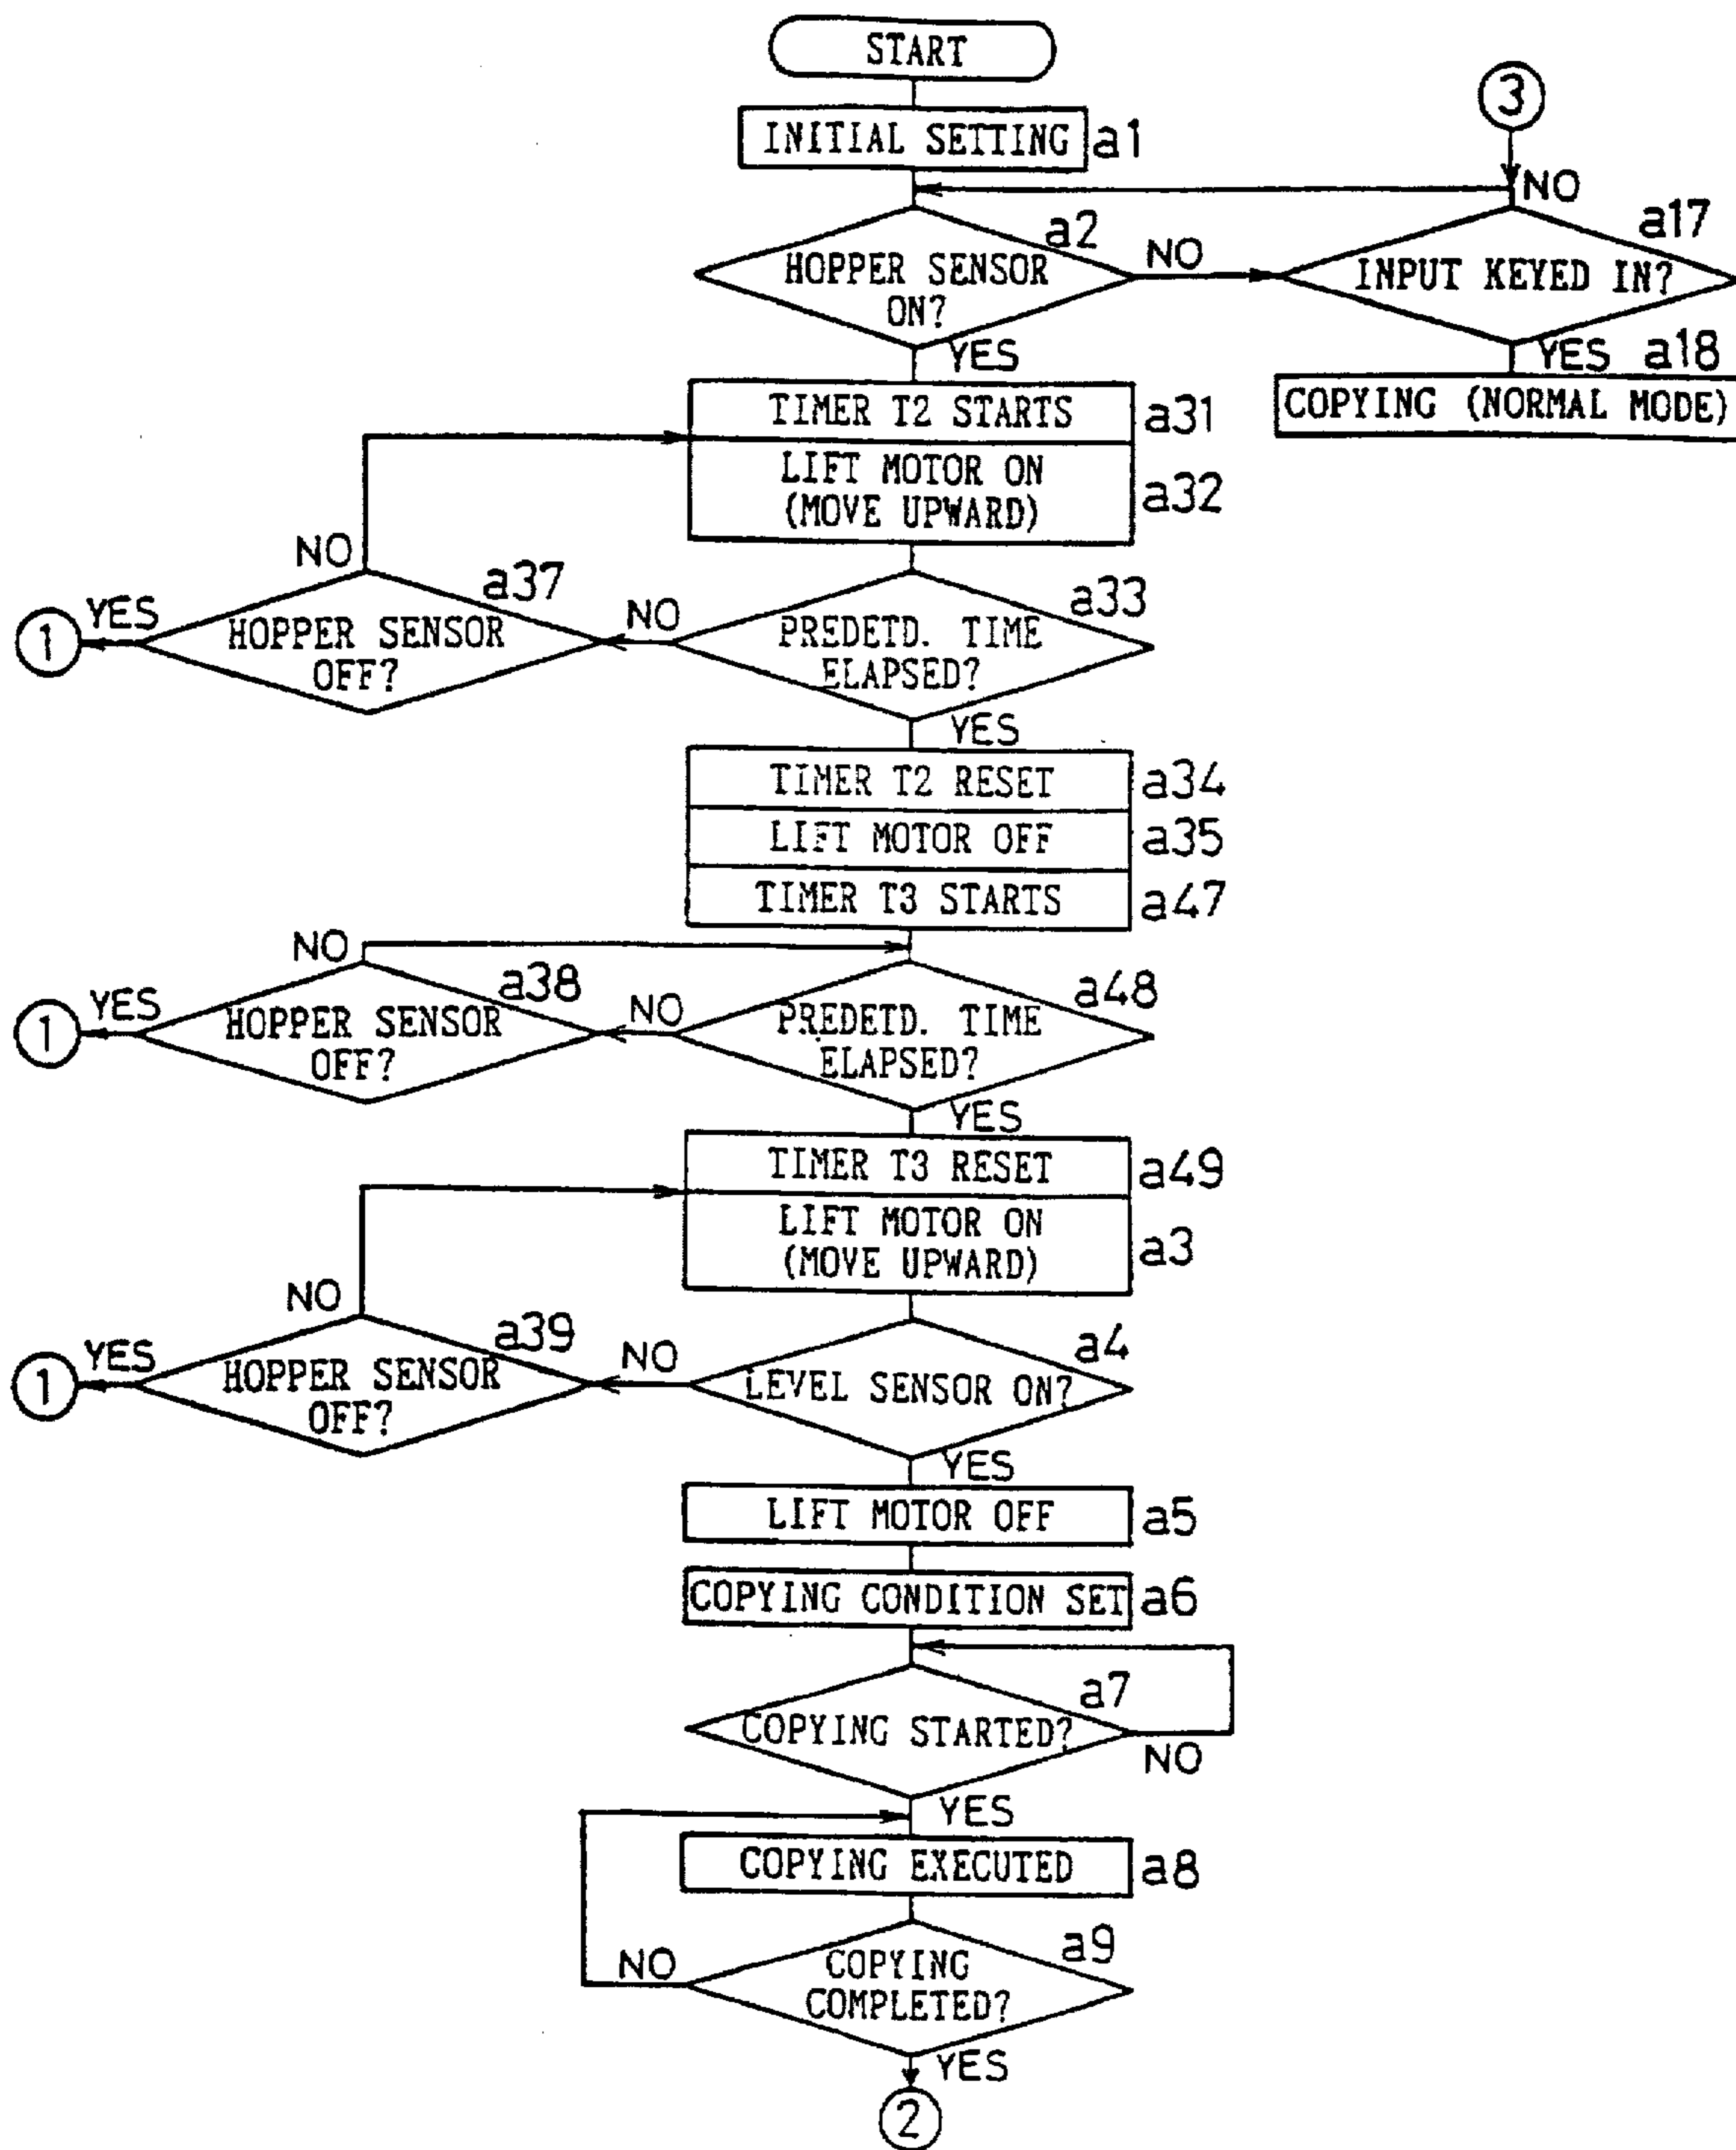 START
3
INITIAL SETTING a1
NO
a2
HOPPER SENSOR
ON?
NO
a17
INPUT KEYED IN?
YES
YES a18
COPYING (NORMAL MODE)
TIMER T2 STARTS a31
LIFT MOTOR ON
(MOVE UPWARD) a32
NO
a37
HOPPER SENSOR
OFF?
YES
1
NO
a33
PREDETD. TIME
ELAPSED?
YES
TIMER T2 RESET a34
LIFT MOTOR OFF a35
TIMER T3 STARTS a47
NO
a38
HOPPER SENSOR
OFF?
YES
1
NO
a48
PREDETD. TIME
ELAPSED?
YES
TIMER T3 RESET a49
LIFT MOTOR ON
(MOVE UPWARD) a3
NO
a39
HOPPER SENSOR
OFF?
YES
1
NO
a4
LEVEL SENSOR ON?
YES
LIFT MOTOR OFF a5
COPYING CONDITION SET a6
a7
COPYING STARTED?
NO
YES
COPYING EXECUTED a8
a9
COPYING
COMPLETED?
NO
YES
2